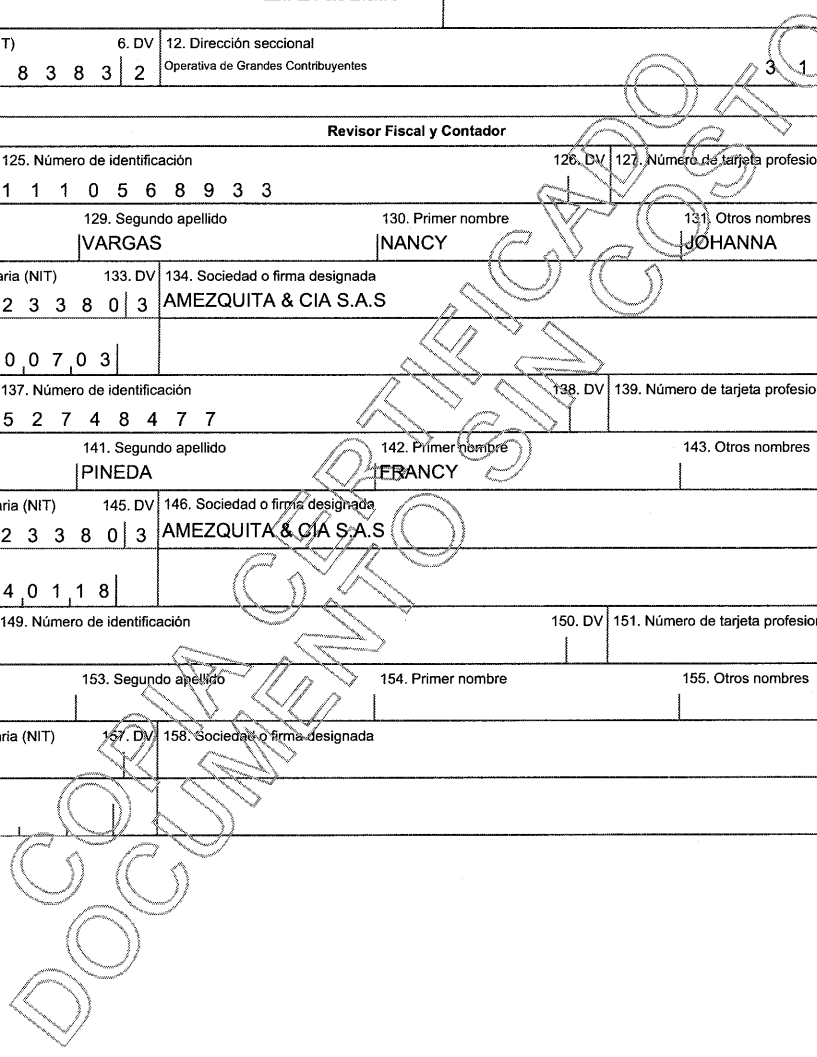 T) 6. DV 12. Dirección seccional
8 3 8 3 2 Operativa de Grandes Contribuyentes 3 1
Revisor Fiscal y Contador
125. Número de identificación 126. DV 127. Número de tarjeta profesio
1 1 1 0 5 6 8 9 3 3
129. Segundo apellido 130. Primer nombre 131. Otros nombres
VARGAS NANCY JOHANNA
aria (NIT) 133. DV 134. Sociedad o firma designada
2 3 3 8 0 3 AMEZQUITA & CIA S.A.S
0 0 7 0 3
137. Número de identificación 138. DV 139. Número de tarjeta profesio
5 2 7 4 8 4 7 7
141. Segundo apellido 142. Primer nombre 143. Otros nombres
PINEDA FRANCY
aria (NIT) 145. DV 146. Sociedad o firma designada
2 3 3 8 0 3 AMEZQUITA & CIA S.A.S
4 0 1 1 8
149. Número de identificación 150. DV 151. Número de tarjeta profesio
153. Segundo apellido 154. Primer nombre 155. Otros nombres
aria (NIT) 157. DV 158. Sociedad o firma designada
COPIA CERTIFICADO
DOCUMENTO SIN COSTO